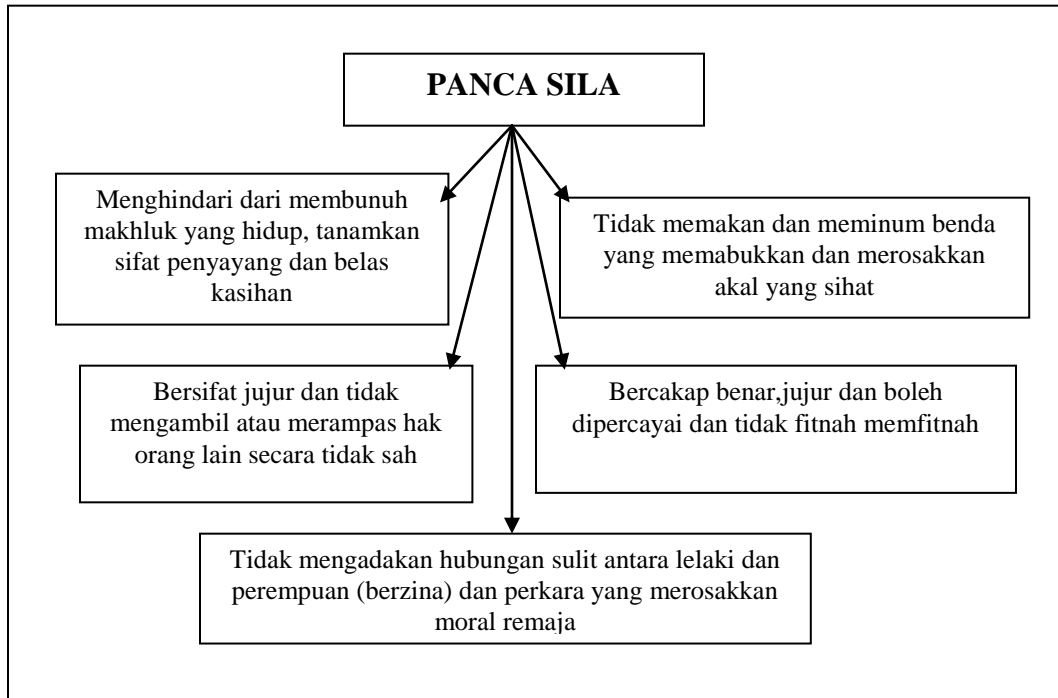 PANCA SILA
Menghindari dari membunuh
makhluk yang hidup, tanamkan
sifat penyayang dan belas
kasihan
Tidak memakan dan meminum benda
yang memabukkan dan merosakkan
akal yang sihat
Bersifat jujur dan tidak
mengambil atau merampas hak
orang lain secara tidak sah
Bercakap benar,jujur dan boleh
dipercayai dan tidak fitnah memfitnah
Tidak mengadakan hubungan sulit antara lelaki dan
perempuan (berzina) dan perkara yang merosakkan
moral remaja